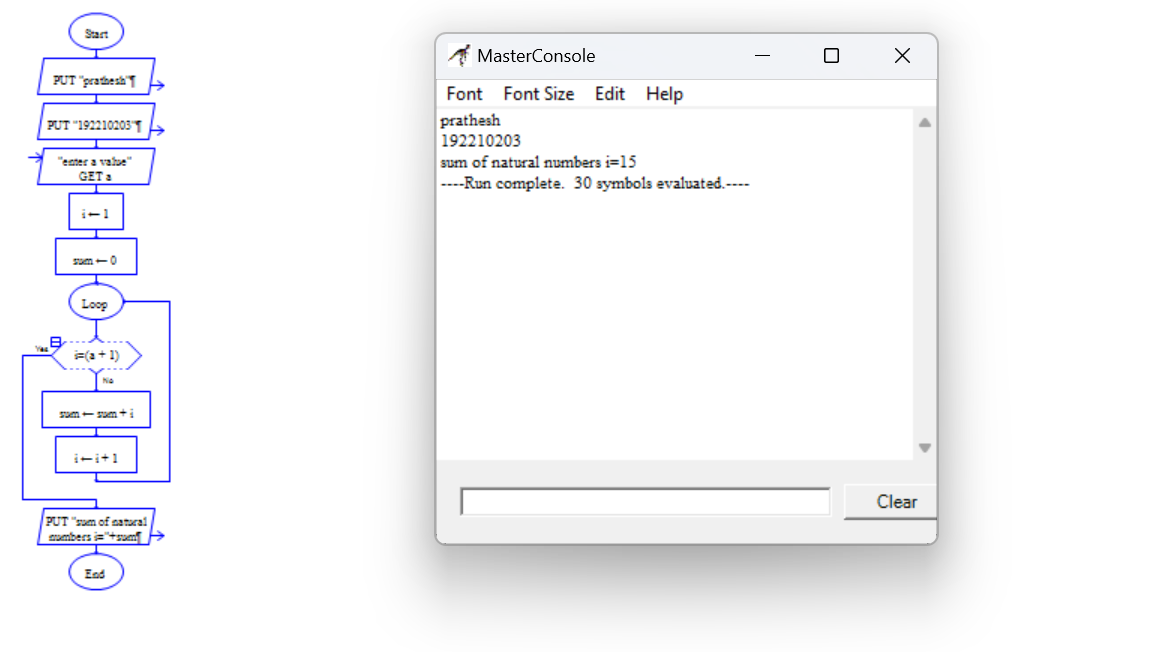 Start
PUT "prathesh"¶
PUT "192210203"¶
"enter a value"
GET a
i ← 1
sum ← 0
Loop
i=(a + 1)
Yes
No
sum ← sum + i
i ← i + 1
PUT "sum of natural
numbers i="+sum¶
End
MasterConsole
Font Font Size Edit Help
prathesh
192210203
sum of natural numbers i=15
----Run complete.  30 symbols evaluated.----
Clear